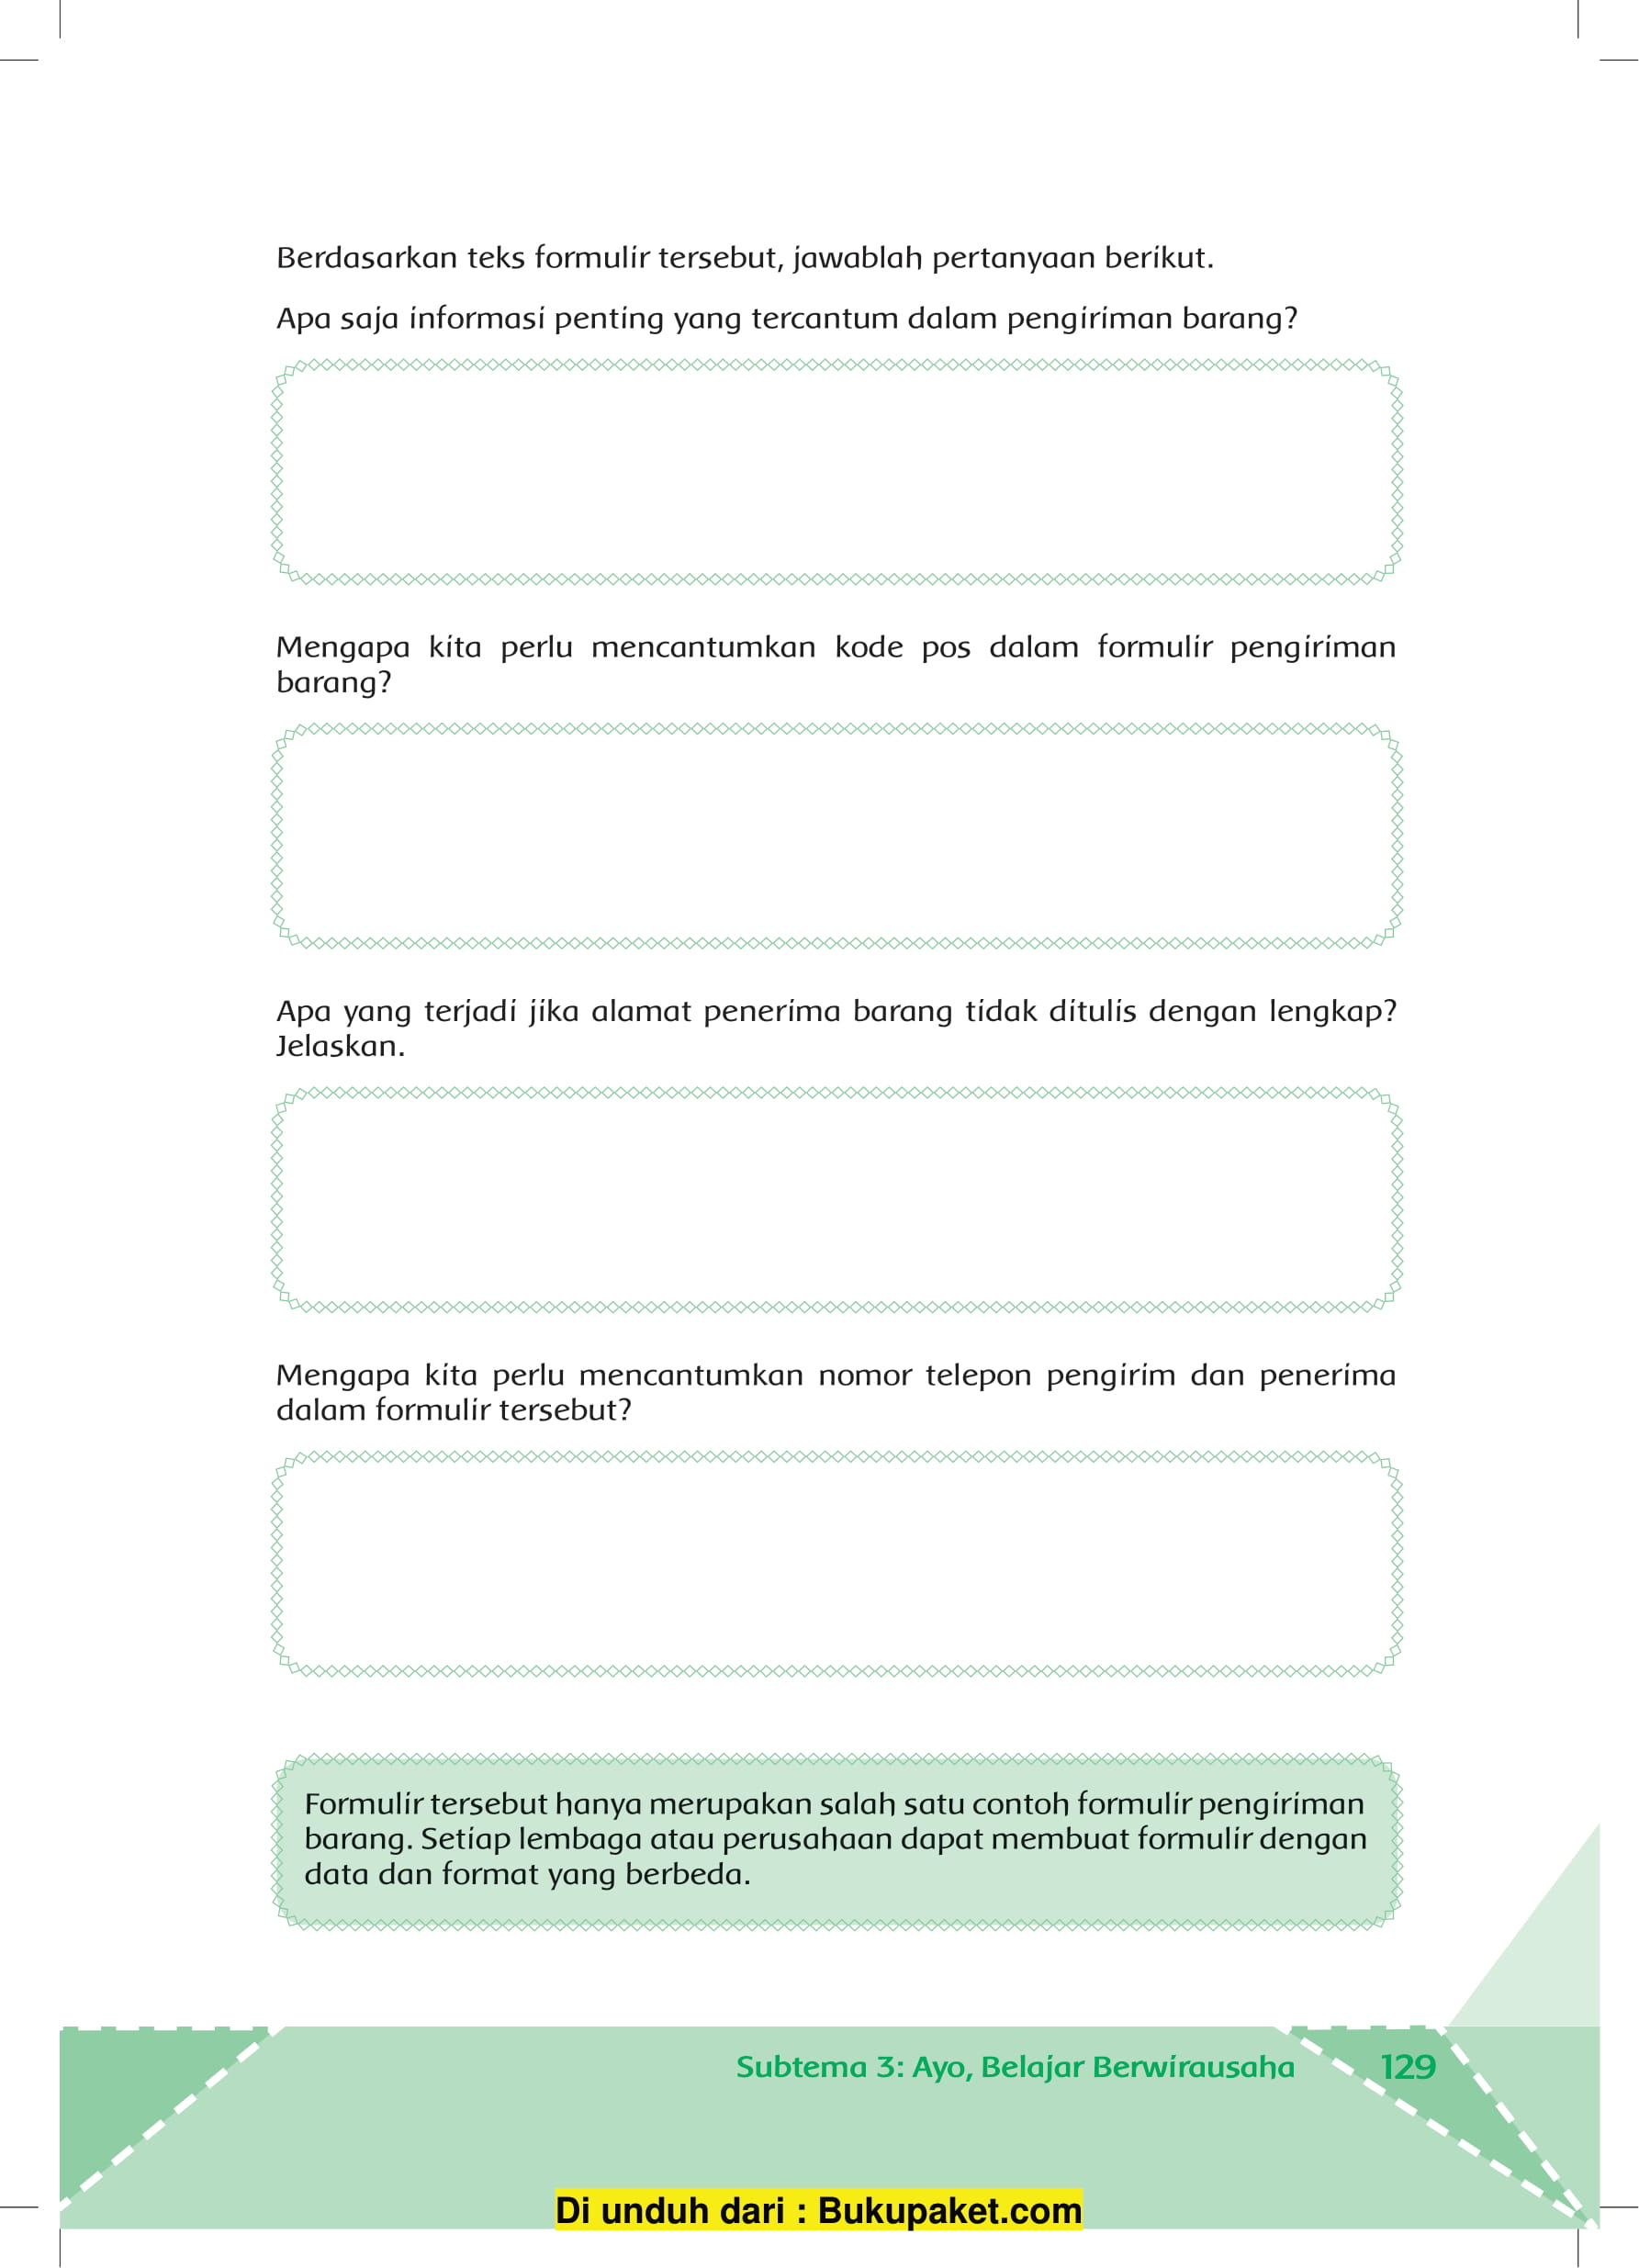 Berdasarkan teks formulir tersebut, jawablah pertanyaan berikut.
Apa saja informasi penting yang tercantum dalam pengiriman barang?
Mengapa kita perlu mencantumkan kode pos dalam formulir pengiriman
barang?
Apa yang terjadi jika alamat penerima barang tidak ditulis dengan lengkap?
Jelaskan.
Mengapa kita perlu mencantumkan nomor telepon pengirim dan penerima
dalam formulir tersebut?
Formulir tersebut hanya merupakan salah satu contoh formulir pengiriman
barang. Setiap lembaga atau perusahaan dapat membuat formulir dengan
data dan format yang berbeda.
Subtema 3: Ayo, Belajar Berwirausaha 129
Di unduh dari : Bukupaket.com